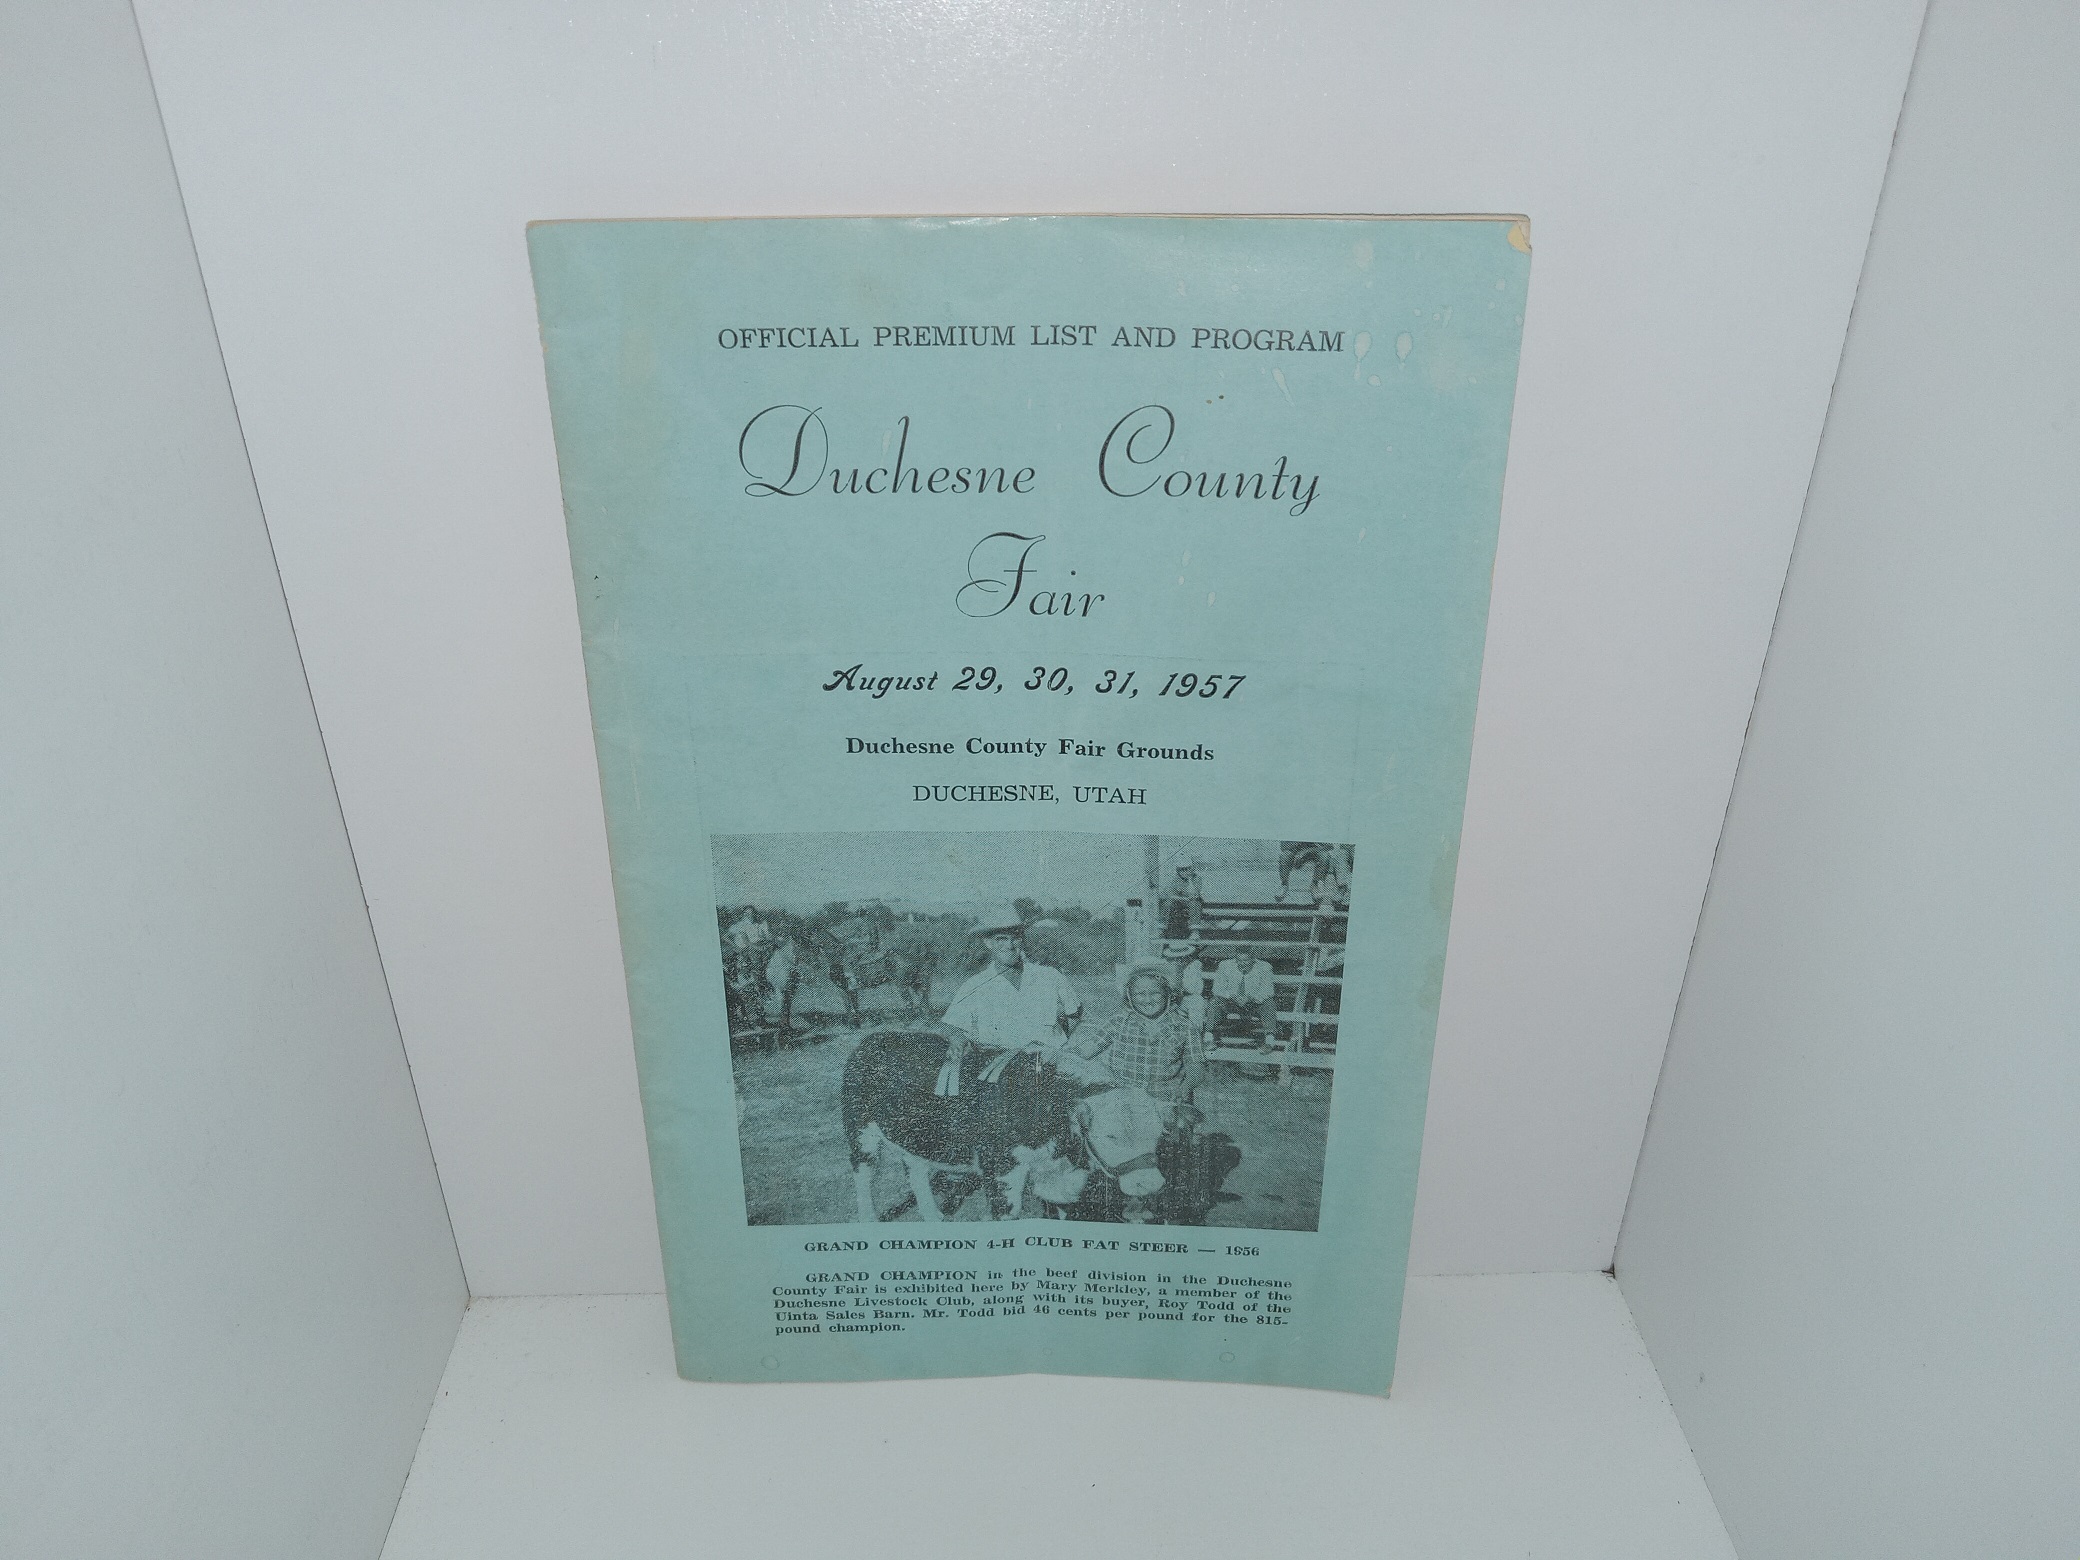 OFFICIAL PREMIUM LIST AND PROGRAM
Duchesne County
Fair
August 29, 30, 31, 1957
Duchesne County Fair Grounds
DUCHESNE, UTAH
GRAND CHAMPION 4-H CLUB FAT STEER — 1956
GRAND CHAMPION in the beef division in the Duchesne
County Fair is exhibited here by Mary Merkley, a member of the
Duchesne Livestock Club, along with its buyer, Roy Todd of the
Uinta Sales Barn. Mr. Todd bid 46 cents per pound for the 815-
pound champion.